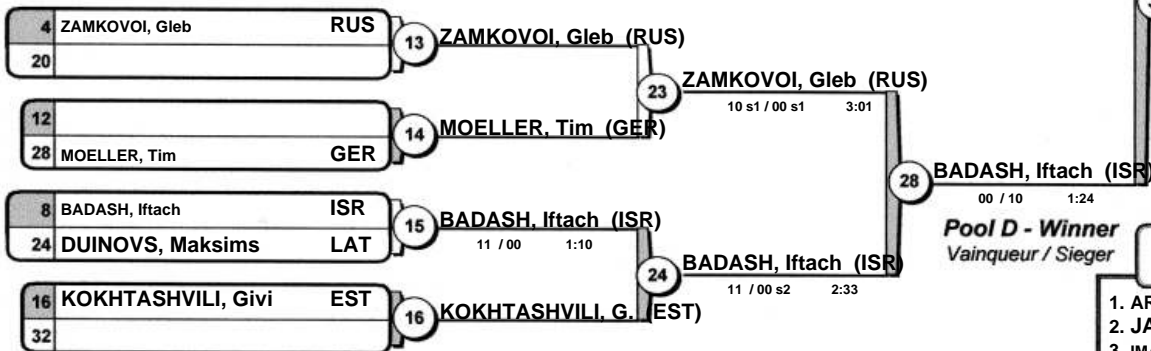 4 ZAMKOVOI, Gleb RUS
20
13
ZAMKOVOI, Gleb (RUS)
23
ZAMKOVOI, Gleb (RUS)
10 s1 / 00 s1 3:01
12
28 MOELLER, Tim GER
14
MOELLER, Tim (GER)
28
BADASH, Iftach (ISR)
00 / 10 1:24
8 BADASH, Iftach ISR
24 DUINOVS, Maksims LAT
15
BADASH, Iftach (ISR)
11 / 00 1:10
Pool D - Winner
Vainqueur / Sieger
24
BADASH, Iftach (ISR)
11 / 00 s2 2:33
16 KOKHTASHVILI, Givi EST
32
16
KOKHTASHVILI, G. (EST)
1.
2.
3.